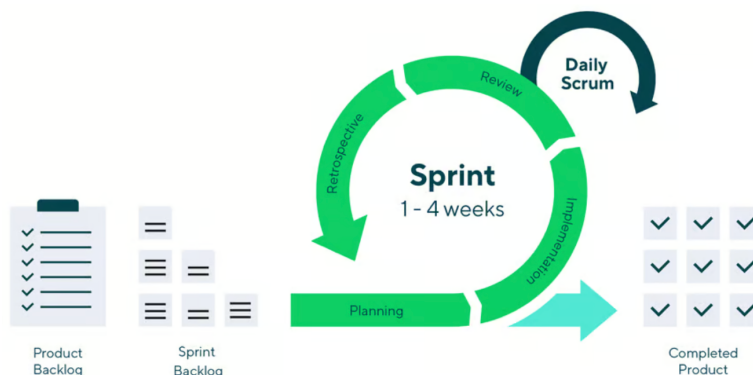 Daily
Scrum
Review
Retrospective
Sprint
1 - 4 weeks
Implementation
Planning
Product
Backlog
Sprint
Backlog
Completed
Product